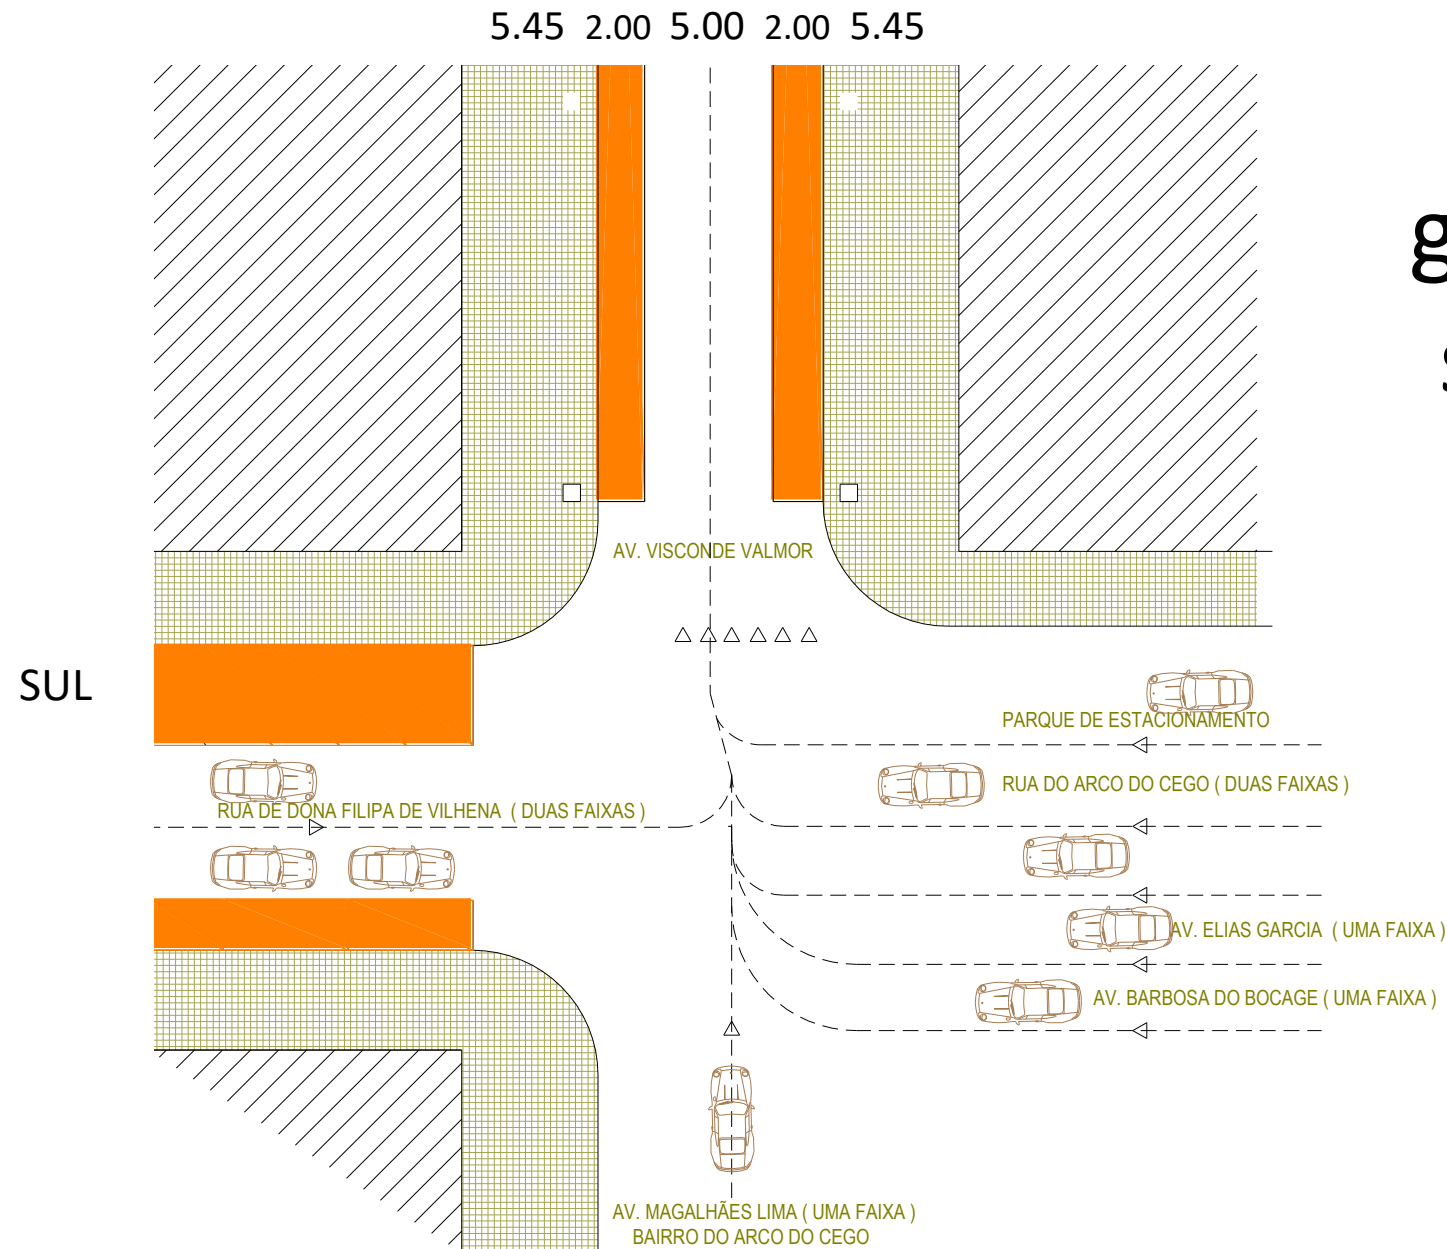 5.45 2.00 5.00 2.00 5.45
g
AV. VISCONDE VALMOR
SUL
PARQUE DE ESTACIONAMENTO
RUA DO ARCO DO CEGO ( DUAS FAIXAS )
RUA DE DONA FILIPA DE VILHENA ( DUAS FAIXAS )
AV. ELIAS GARCIA ( UMA FAIXA )
AV. BARBOSA DO BOCAGE ( UMA FAIXA )
AV. MAGALHÃES LIMA ( UMA FAIXA )
BAIRRO DO ARCO DO CEGO